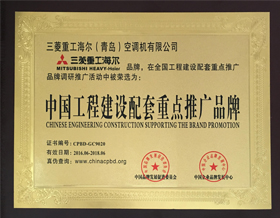 三菱重工海尔（青岛）空调机有限公司
三菱重工海尔
MITSUBISHI HEAVY-Haier
品牌，在全国工程建设配套重点推广
品牌调研推广活动中被荣选为：
中国工程建设配套重点推广品牌
CHINESE ENGINEERING CONSTRUCTION SUPPORTING THE BRAND PROMOTION
证书编号：CPBD-GC9020
有效日期：2016.06-2018.06
真伪查询：www.chinacpbd.org